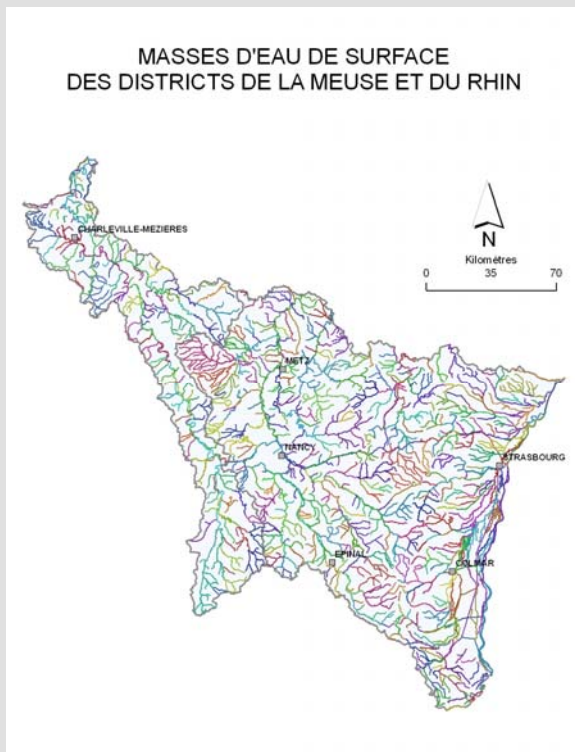 MASSES D'EAU DE SURFACE
DES DISTRICTS DE LA MEUSE ET DU RHIN
CHARLEVILLE-MEZIERES
N
Kilomètres
0 35 70
METZ
NANCY
STRASBOURG
EPINAL
COLMAR